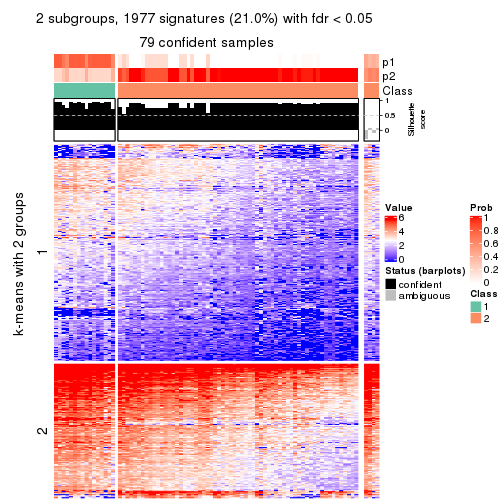 2 subgroups, 1977 signatures (21.0%) with fdr < 0.05
79 confident samples
p1
p2
Class
1
0.5
0
Silhouette
score
k-means with 2 groups
1
2
Value
6
4
2
0
Status (barplots)
confident
ambiguous
Prob
1
0.8
0.6
0.4
0.2
0
Class
1
2